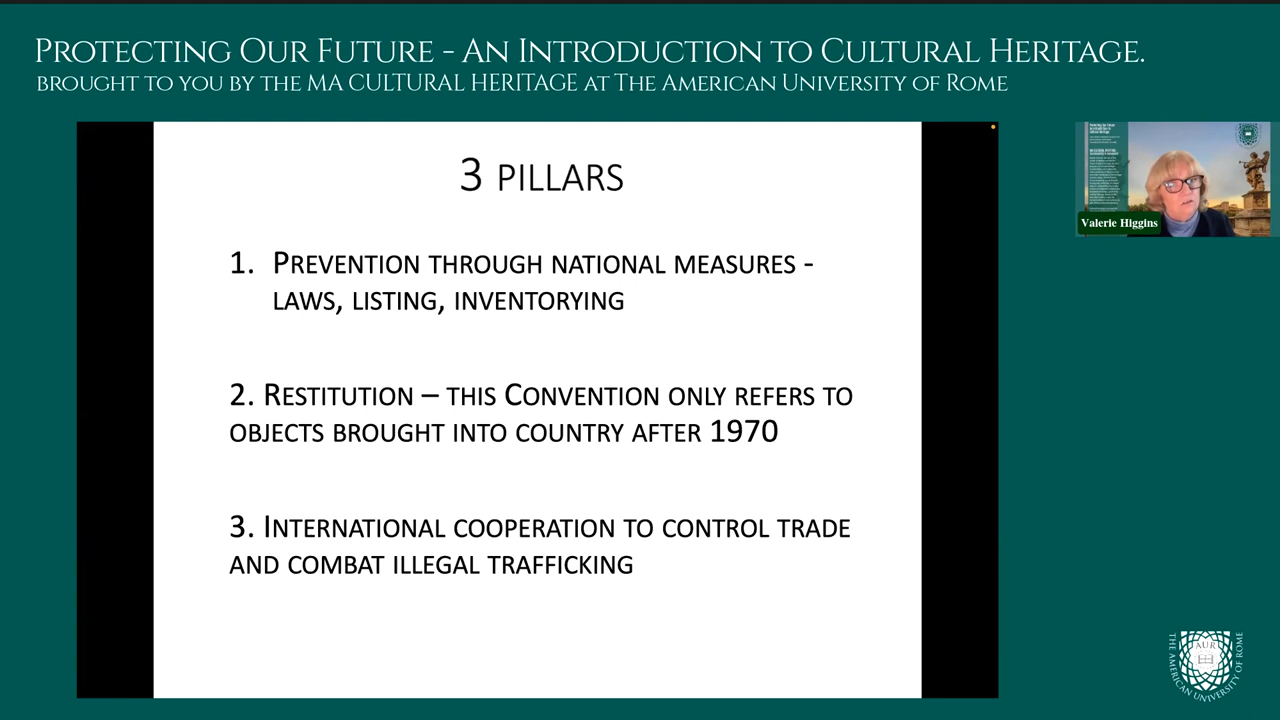 PROTECTING OUR FUTURE - AN INTRODUCTION TO CULTURAL HERITAGE.
BROUGHT TO YOU BY THE MA CULTURAL HERITAGE AT THE AMERICAN UNIVERSITY OF ROME
3 PILLARS
1. PREVENTION THROUGH NATIONAL MEASURES -
LAWS, LISTING, INVENTORYING
2. RESTITUTION – THIS CONVENTION ONLY REFERS TO
OBJECTS BROUGHT INTO COUNTRY AFTER 1970
3. INTERNATIONAL COOPERATION TO CONTROL TRADE
AND COMBAT ILLEGAL TRAFFICKING
Valerie Higgins
AUR
THE AMERICAN UNIVERSITY OF ROME